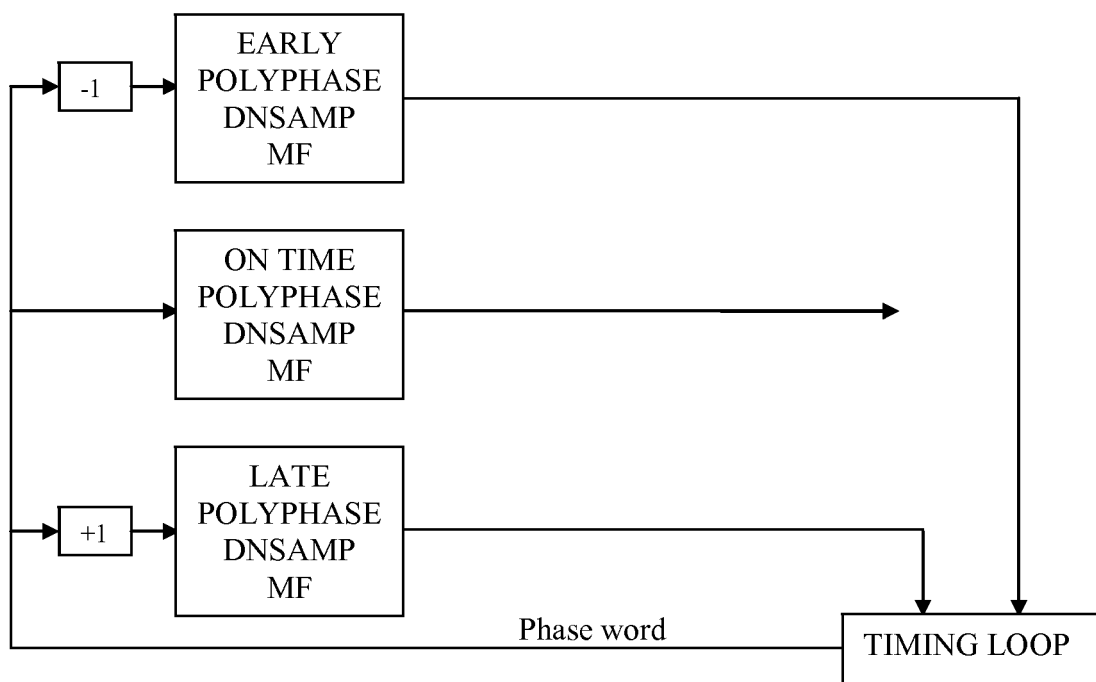 -1
EARLY
POLYPHASE
DNSAMP
MF
ON TIME
POLYPHASE
DNSAMP
MF
+1
LATE
POLYPHASE
DNSAMP
MF
Phase word
TIMING LOOP